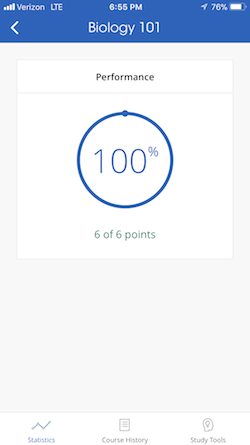 Verizon LTE 6:55 PM 76%
Biology 101
Performance
100%
6 of 6 points
Statistics Course History Study Tools